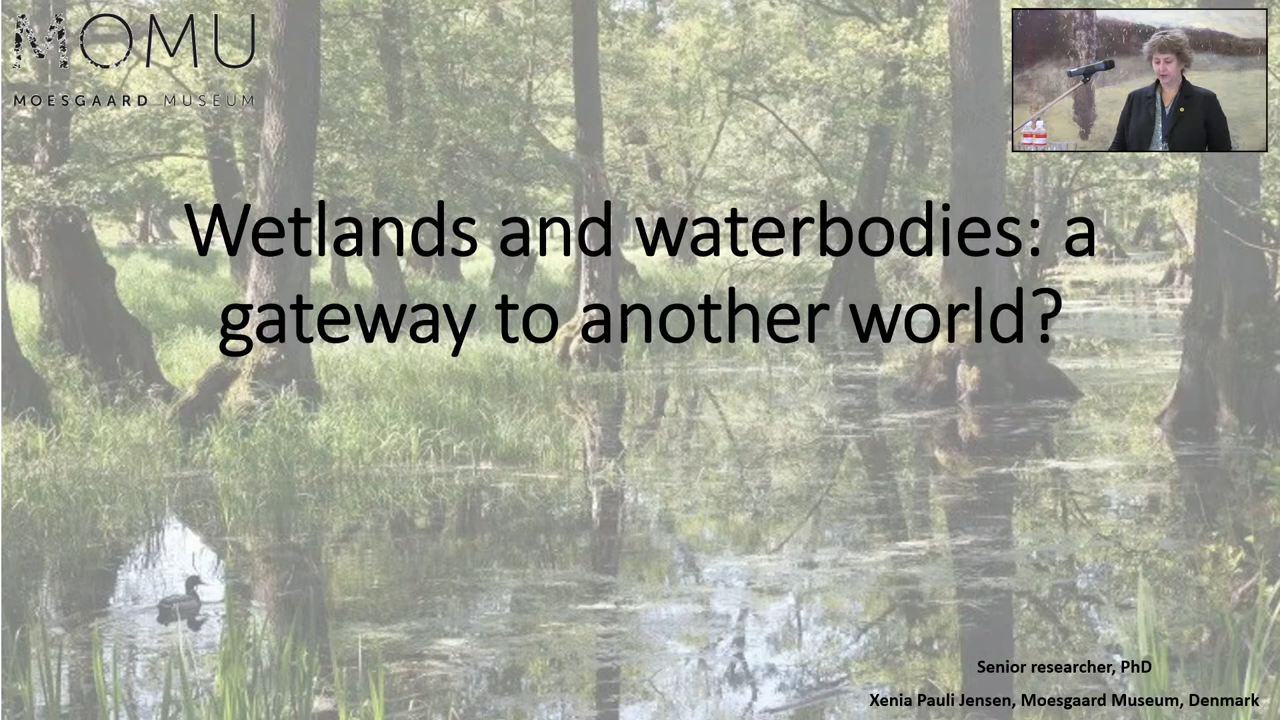 MOMU
MOESGAARD MUSEUM
Wetlands and waterbodies: a
gateway to another world?
Senior researcher, PhD
Xenia Pauli Jensen, Moesgaard Museum, Denmark